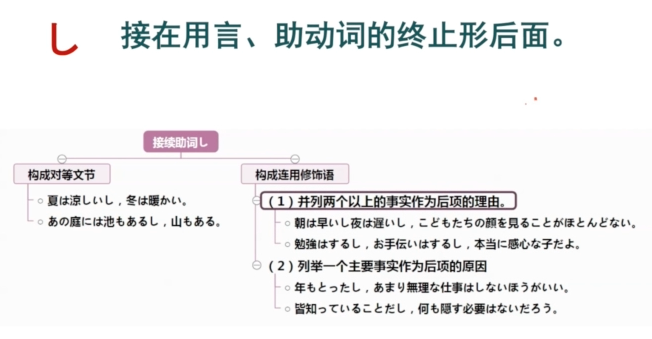 し 接在用言、助动词的终止形后面。
接续助词し
构成对等文节
夏は涼しいし，冬は暖かい。
あの庭には池もあるし，山もある。
构成连用修饰语
（1）并列两个以上的事实作为后项的理由。
朝は早いし夜は遅いし，こどもたちの顔を見ることがほとんどない。
勉強はするし，お手伝いはするし，本当に感心な子だよ。
（2）列举一个主要事实作为后项的原因
年もとったし，あまり無理な仕事はしないほうがいい。
皆知っていることだし，何も隠す必要はないだろう。